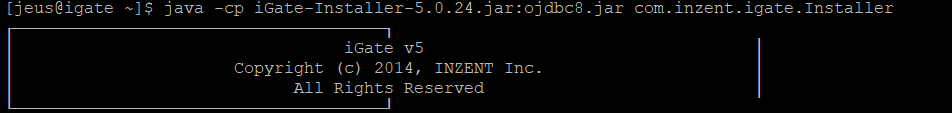 [jeus@igate ~]$ java -cp iGate-Installer-5.0.24.jar:ojdbc8.jar com.inzent.igate.Installer
iGate v5
Copyright (c) 2014, INZENT Inc.
All Rights Reserved